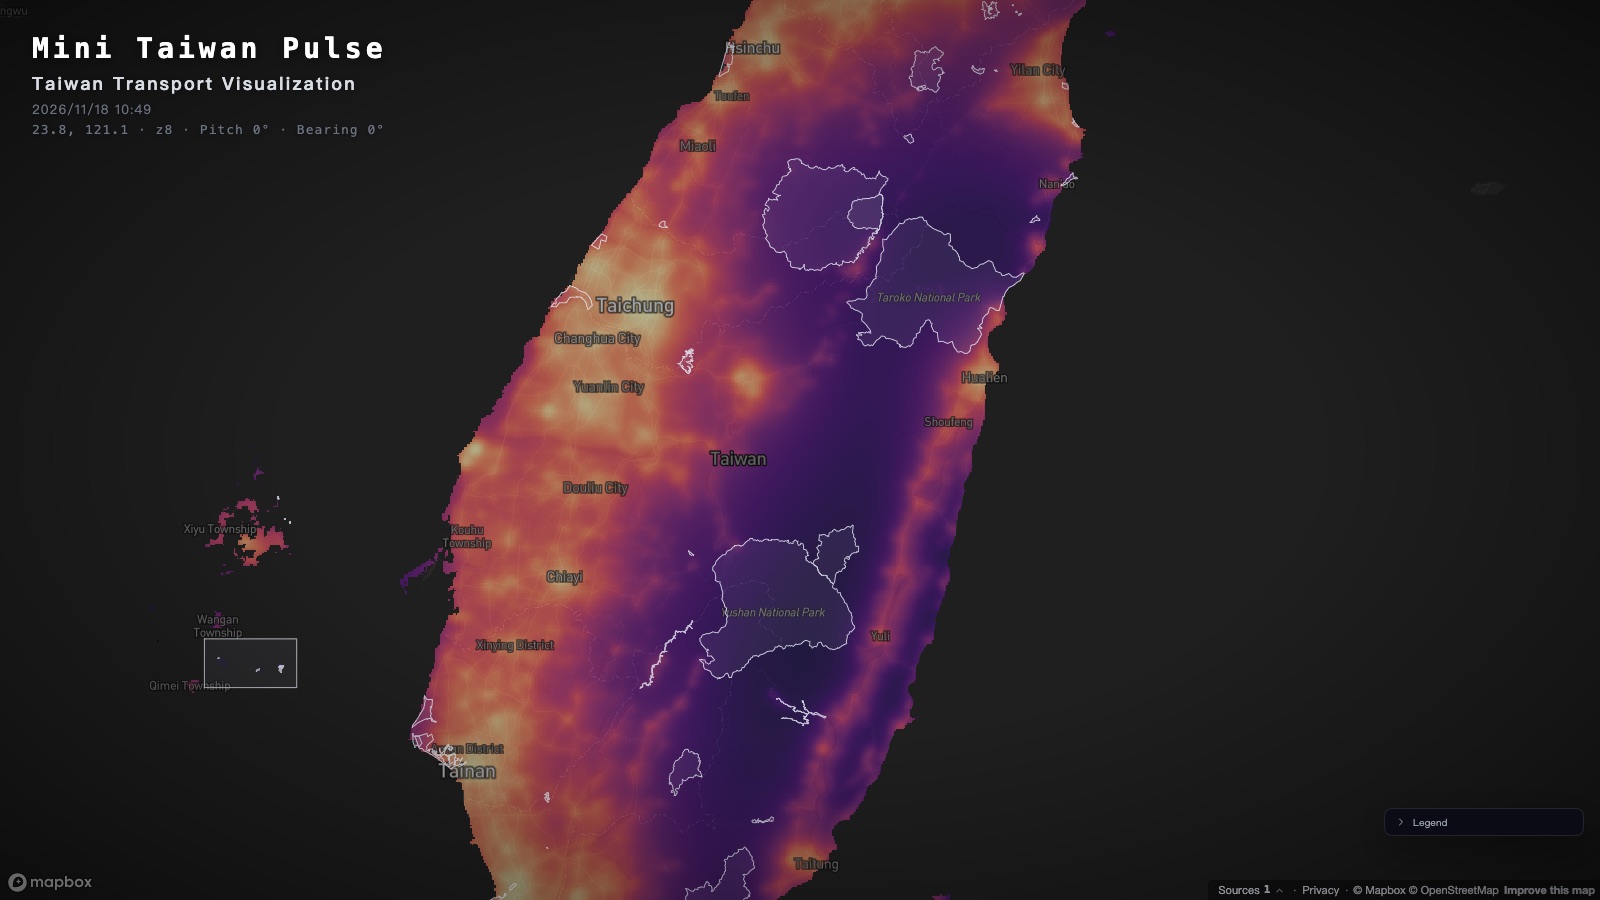 ngwu
Mini Taiwan Pulse
Taiwan Transport Visualization
2026/11/18 10:49
23.8, 121.1 · z8 · Pitch 0° · Bearing 0°
Hsinchu
Toufen
Yilan City
Miaoli
Nan'ao
Taroko National Park
Taichung
Changhua City
Yuanlin City
Hualien
Shoufeng
Taiwan
Douliu City
Xiyu Township
Kouhu
Township
Chiayi
Wangan
Township
Yushan National Park
Yuli
Xinying District
Qimei Township
District
Tainan
Taitung
Legend
mapbox
Sources 1 · Privacy · © Mapbox © OpenStreetMap Improve this map